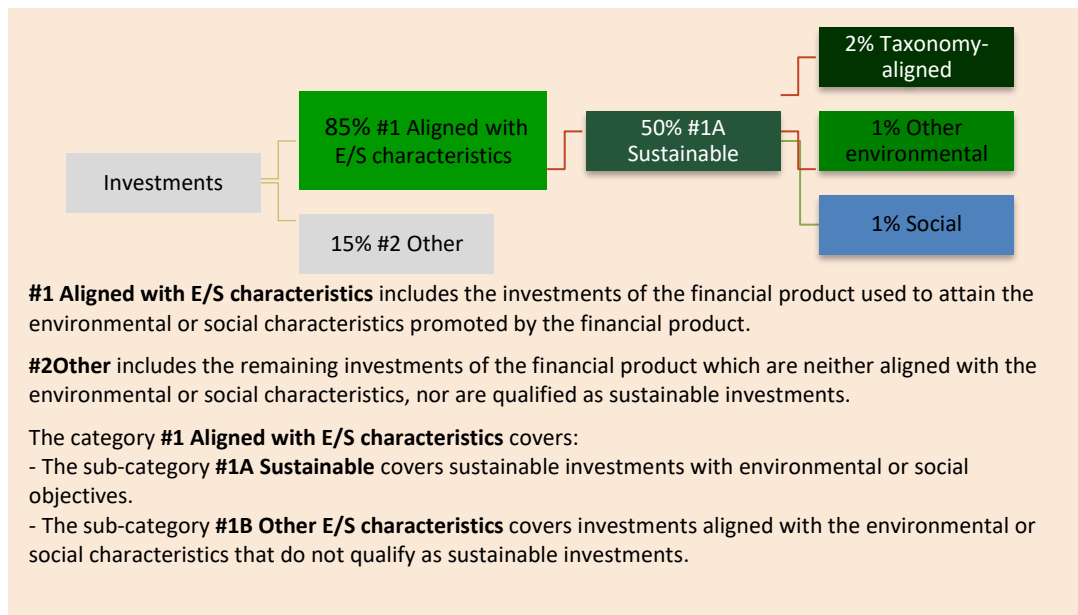 2% Taxonomy-
aligned
85% #1 Aligned with
E/S characteristics
50% #1A
Sustainable
1% Other
environmental
Investments
15% #2 Other
1% Social
#1 Aligned with E/S characteristics includes the investments of the financial product used to attain the
environmental or social characteristics promoted by the financial product.
#2Other includes the remaining investments of the financial product which are neither aligned with the
environmental or social characteristics, nor are qualified as sustainable investments.
The category #1 Aligned with E/S characteristics covers:
- The sub-category #1A Sustainable covers sustainable investments with environmental or social
objectives.
- The sub-category #1B Other E/S characteristics covers investments aligned with the environmental or
social characteristics that do not qualify as sustainable investments.